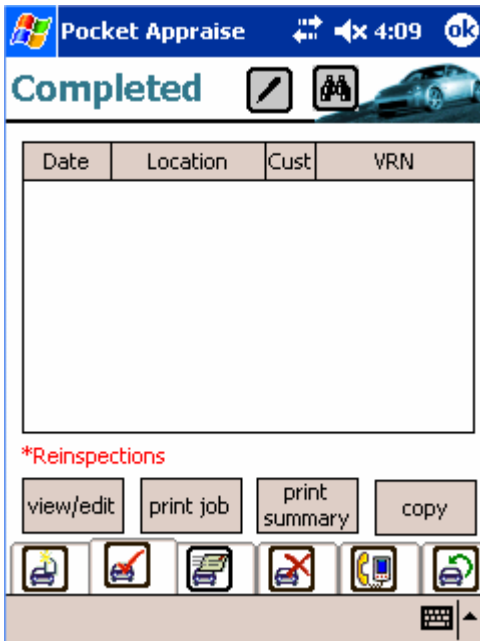 Pocket Appraise 4:09 ok
Completed
Date Location Cust VRN
*Reinspections
view/edit print job print summary copy